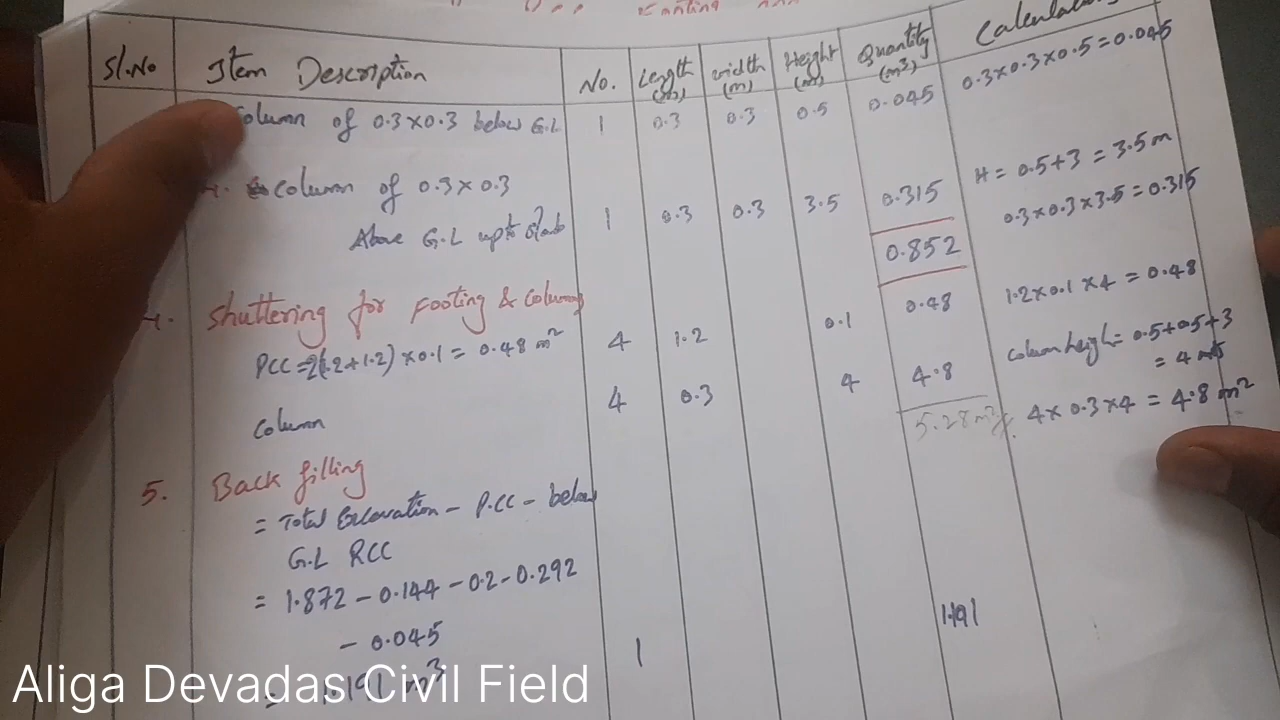 Sl.No Item Description No. Length (m) width (m) Height (m) Quantity (m³)
olumn of 0.3×0.3 below G.L 1 0.3 0.3 0.5 0.045 0.3×0.3×0.5=0.045
column of 0.3×0.3 H = 0.5+3 = 3.5m
Above G.L upto slab 1 0.3 0.3 3.5 0.315 0.3×0.3×3.5=0.315
0.852
Shuttering for Footing & Columns 0.48 1.2×0.1×4 = 0.48
PCC=2(1.2+1.2)×0.1= 0.48 m² 4 1.2 0.1
column height= 0.5+0.5+3
= 4 mts
column 4 0.3 4 4.8 4×0.3×4 = 4.8 m²
5.28m²
5. Back filling
= Total Excavation - P.CC - below
G.L RCC
= 1.872 - 0.144 - 0.2 - 0.292
- 0.045 1 1.191
= 1.191 m³
Aliga Devadas Civil Field